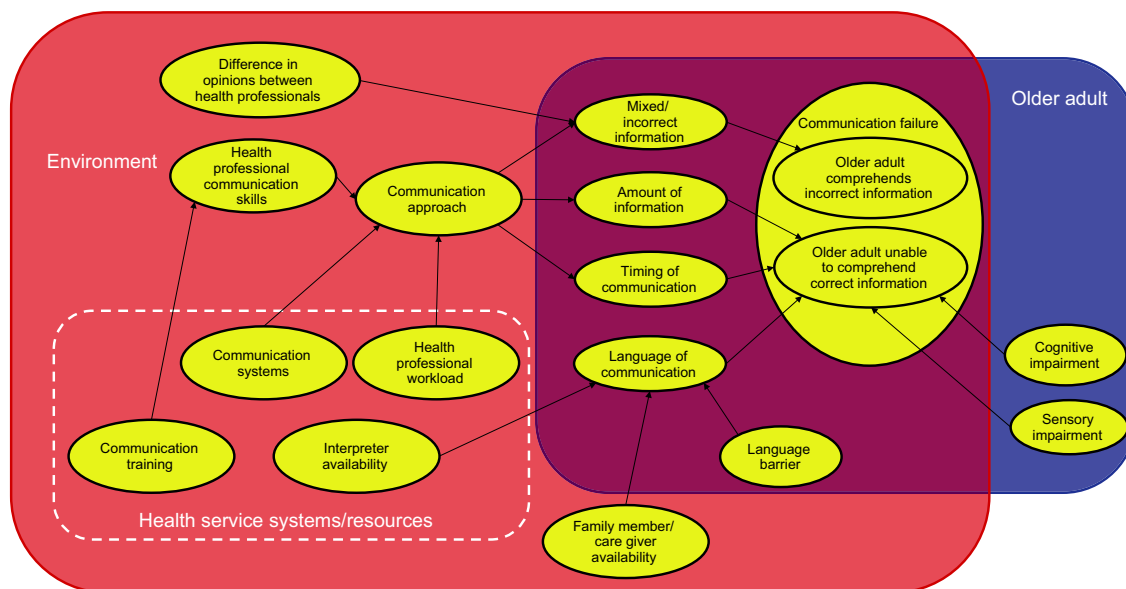 Difference in
opinions between
health professionals
Older adult
Mixed/
incorrect
information
Communication failure
Environment
Health
professional
communication
skills
Older adult
comprehends
incorrect information
Communication
approach
Amount of
information
Older adult unable
to comprehend
correct information
Timing of
communication
Communication
systems
Health
professional
workload
Language of
communication
Cognitive
impairment
Communication
training
Interpreter
availability
Language
barrier
Sensory
impairment
Health service systems/resources
Family member/
care giver
availability